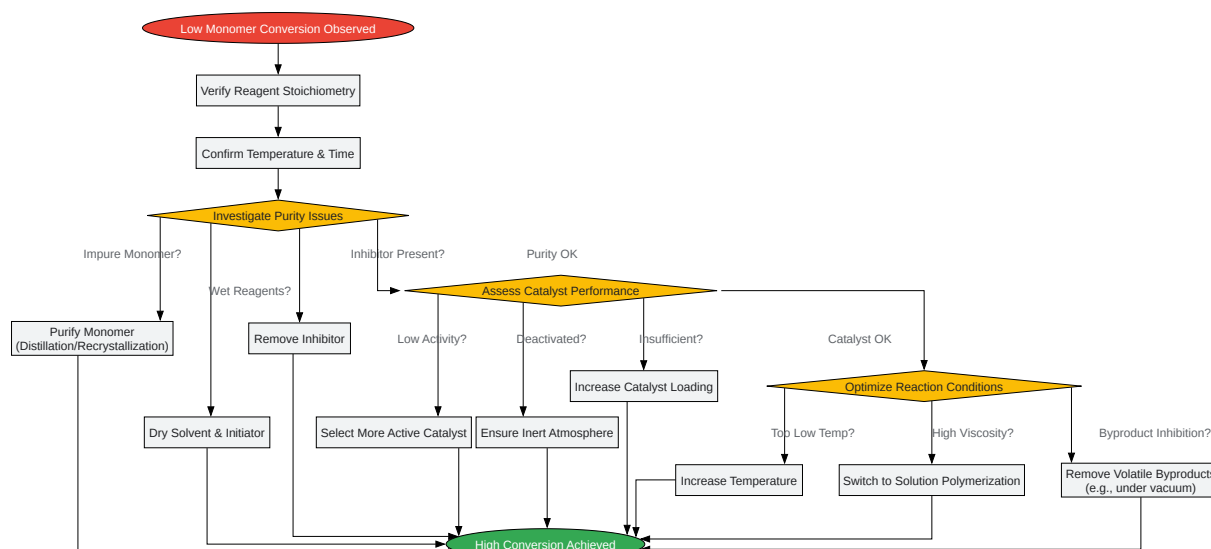 Low Monomer Conversion Observed
Verify Reagent Stoichiometry
Confirm Temperature & Time
Investigate Purity Issues
Impure Monomer?
Inhibitor Present?
Purity OK
Wet Reagents?
Assess Catalyst Performance
Purify Monomer
(Distillation/Recrystallization)
Remove Inhibitor
Low Activity?
Deactivated?
Insufficient?
Catalyst OK
Increase Catalyst Loading
Optimize Reaction Conditions
Dry Solvent & Initiator
Select More Active Catalyst
Ensure Inert Atmosphere
Too Low Temp?
High Viscosity?
Byproduct Inhibition?
Increase Temperature
Switch to Solution Polymerization
Remove Volatile Byproducts
(e.g., under vacuum)
High Conversion Achieved